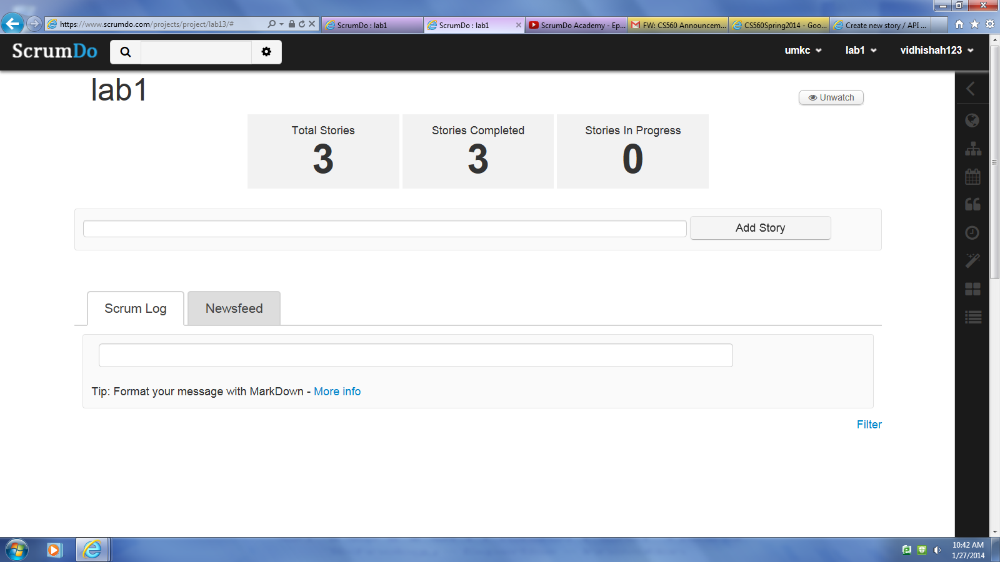 https://www.scrumdo.com/projects/project/lab13/#
ScrumDo : lab1
ScrumDo : lab1
ScrumDo Academy - Ep...
FW: CS560 Announcem...
CS560Spring2014 - Goo...
Create new story / API ...
ScrumDo
umkc
lab1
vidhishah123
lab1
Unwatch
Total Stories
3
Stories Completed
3
Stories In Progress
0
Add Story
Scrum Log
Newsfeed
Tip: Format your message with MarkDown - More info
Filter
10:42 AM
1/27/2014